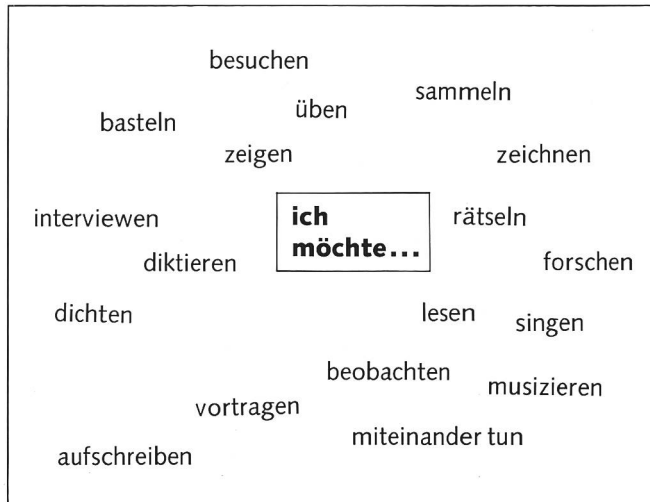 besuchen
sammeln
üben
basteln
zeigen
zeichnen
interviewen
ich
möchte...
rätseln
diktieren
forschen
dichten
lesen
singen
beobachten
musizieren
vortragen
miteinander tun
aufschreiben